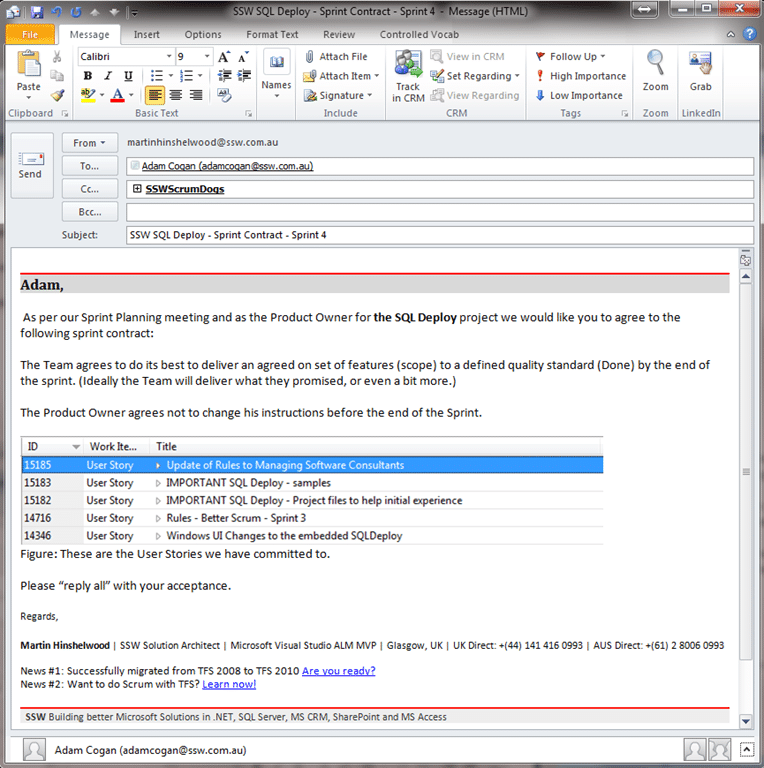 SSW SQL Deploy - Sprint Contract - Sprint 4 - Message (HTML)
File Message Insert Options Format Text Review Controlled Vocab
Calibri 9 Attach File View in CRM Follow Up
Paste B I U Names Attach Item Track in CRM Set Regarding High Importance Zoom Grab
Signature View Regarding Low Importance
Clipboard Basic Text Include CRM Tags Zoom LinkedIn
Send
From martinhinshelwood@ssw.com.au
To... Adam Cogan (adamcogan@ssw.com.au)
Cc... SSWScrumDogs
Bcc...
Subject: SSW SQL Deploy - Sprint Contract - Sprint 4
Adam,
As per our Sprint Planning meeting and as the Product Owner for the SQL Deploy project we would like you to agree to the
following sprint contract:
The Team agrees to do its best to deliver an agreed on set of features (scope) to a defined quality standard (Done) by the end of
the sprint. (Ideally the Team will deliver what they promised, or even a bit more.)
The Product Owner agrees not to change his instructions before the end of the Sprint.
ID Work Ite... Title
15185 User Story Update of Rules to Managing Software Consultants
15183 User Story IMPORTANT SQL Deploy - samples
15182 User Story IMPORTANT SQL Deploy - Project files to help initial experience
14716 User Story Rules - Better Scrum - Sprint 3
14346 User Story Windows UI Changes to the embedded SQLDeploy
Figure: These are the User Stories we have committed to.
Please “reply all” with your acceptance.
Regards,
Martin Hinshelwood | SSW Solution Architect | Microsoft Visual Studio ALM MVP | Glasgow, UK | UK Direct: +(44) 141 416 0993 | AUS Direct: +(61) 2 8006 0993
News #1: Successfully migrated from TFS 2008 to TFS 2010 Are you ready?
News #2: Want to do Scrum with TFS? Learn now!
SSW Building better Microsoft Solutions in .NET, SQL Server, MS CRM, SharePoint and MS Access
Adam Cogan (adamcogan@ssw.com.au)